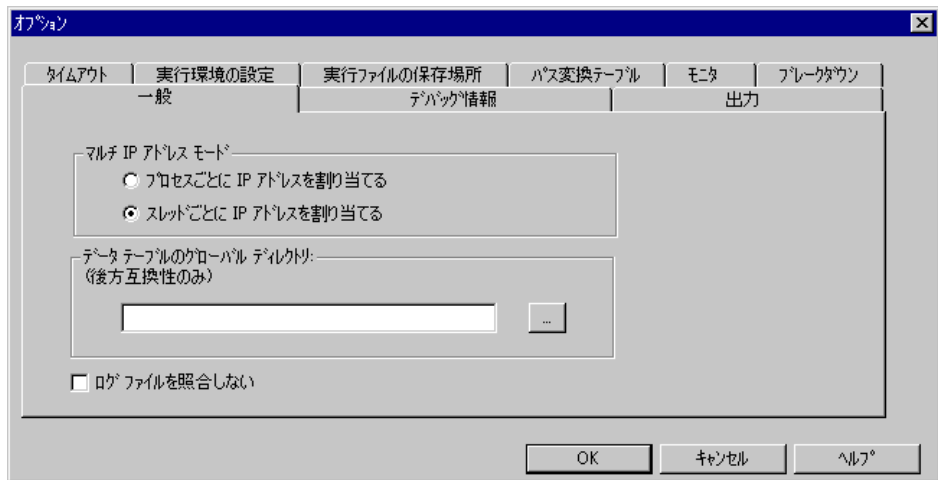 ｵﾌﾟｼｮﾝ
ﾀｲﾑｱｳﾄ 実行環境の設定 実行ﾌｧｲﾙの保存場所 ﾊﾟｽ変換ﾃｰﾌﾞﾙ ﾓﾆﾀ ﾌﾞﾚｰｸﾀﾞｳﾝ
一般 ﾃﾞﾊﾞｯｸﾞ情報 出力
ﾏﾙﾁ IP ｱﾄﾞﾚｽ ﾓｰﾄﾞ
ﾌﾟﾛｾｽごとに IP ｱﾄﾞﾚｽを割り当てる
ｽﾚｯﾄﾞごとに IP ｱﾄﾞﾚｽを割り当てる
ﾃﾞｰﾀ ﾃｰﾌﾞﾙのｸﾞﾛｰﾊﾞﾙ ﾃﾞｨﾚｸﾄﾘ:
(後方互換性のみ)
...
ﾛｸﾞ ﾌｧｲﾙを照合しない
OK ｷｬﾝｾﾙ ﾍﾙﾌﾟ